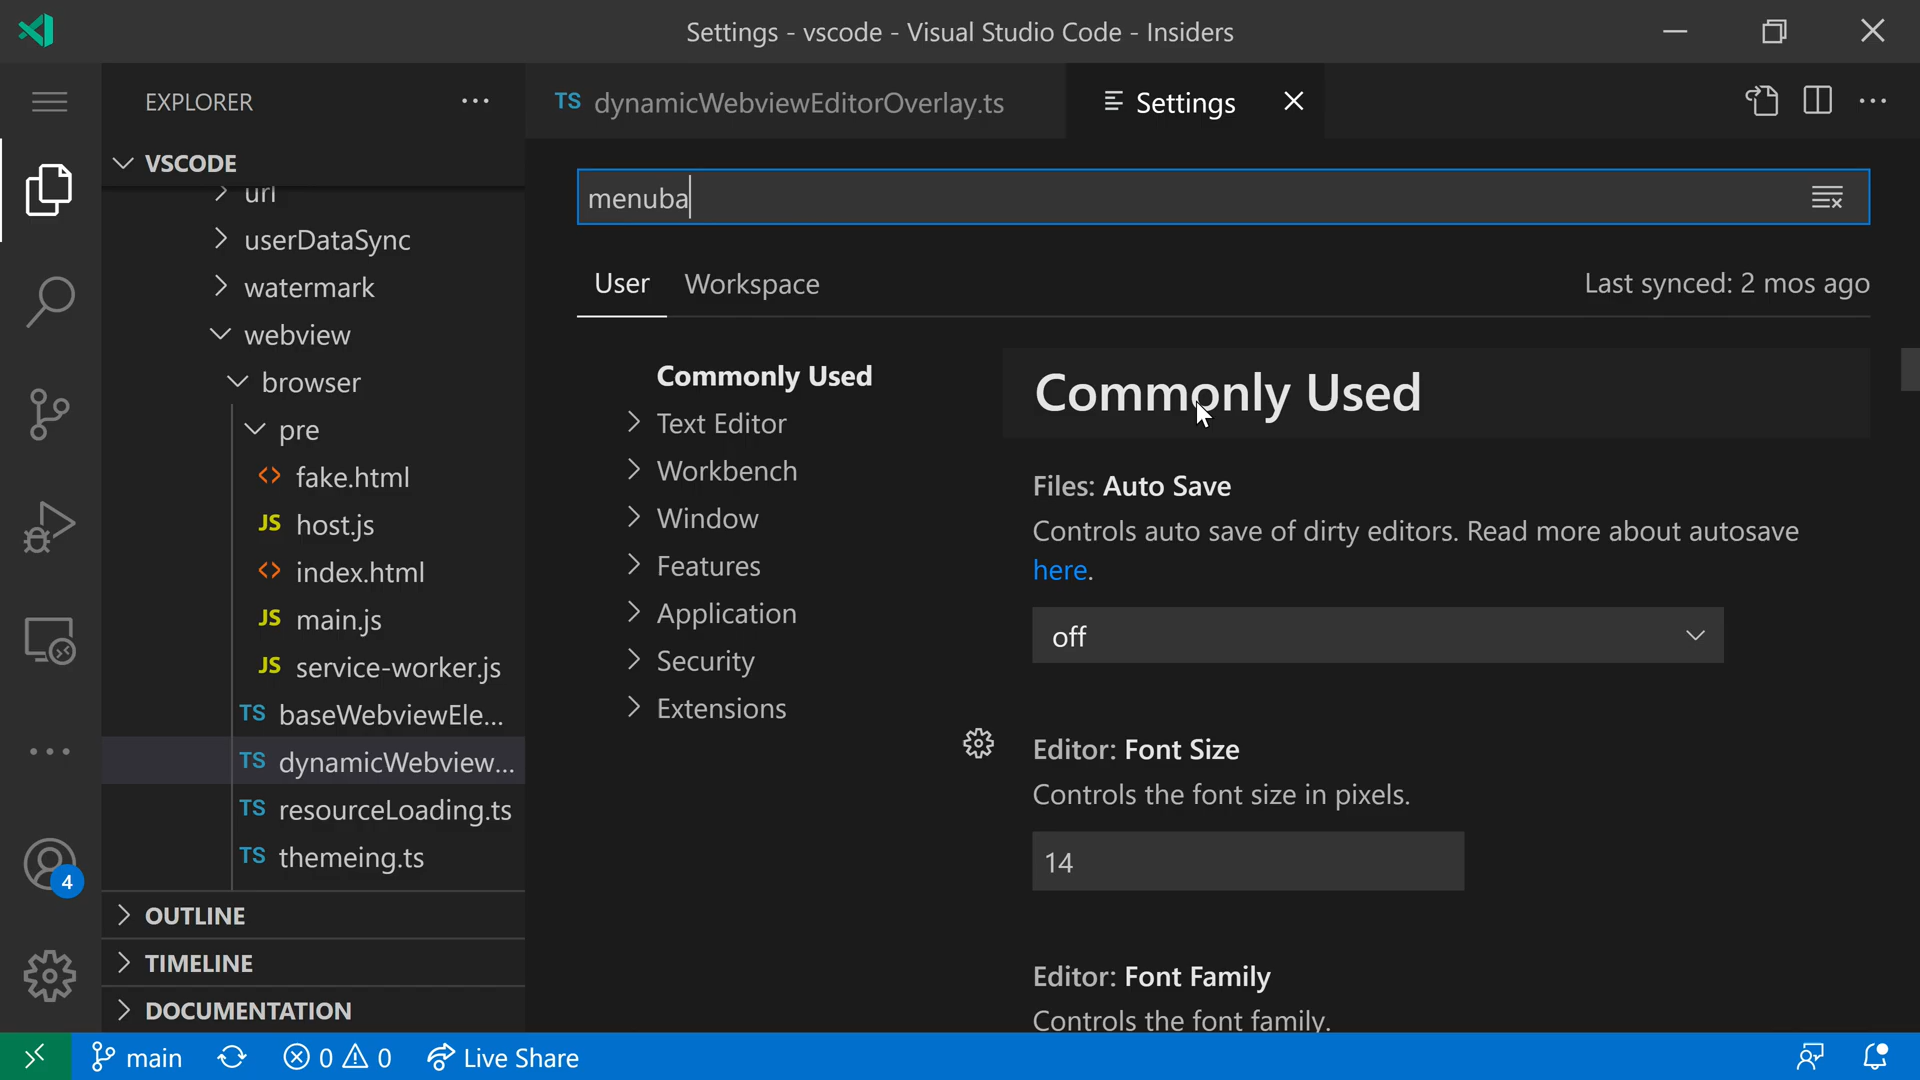 Settings - vscode - Visual Studio Code - Insiders
EXPLORER
TS dynamicWebviewEditorOverlay.ts
Settings
VSCODE
url
userDataSync
watermark
webview
browser
pre
fake.html
JS host.js
index.html
JS main.js
JS service-worker.js
TS baseWebviewEle...
TS dynamicWebview...
TS resourceLoading.ts
TS themeing.ts
OUTLINE
TIMELINE
DOCUMENTATION
4
menuba
User Workspace
Last synced: 2 mos ago
Commonly Used
Text Editor
Workbench
Window
Features
Application
Security
Extensions
Commonly Used
Files: Auto Save
Controls auto save of dirty editors. Read more about autosave
here.
off
Editor: Font Size
Controls the font size in pixels.
14
Editor: Font Family
Controls the font family.
main 0 0 Live Share